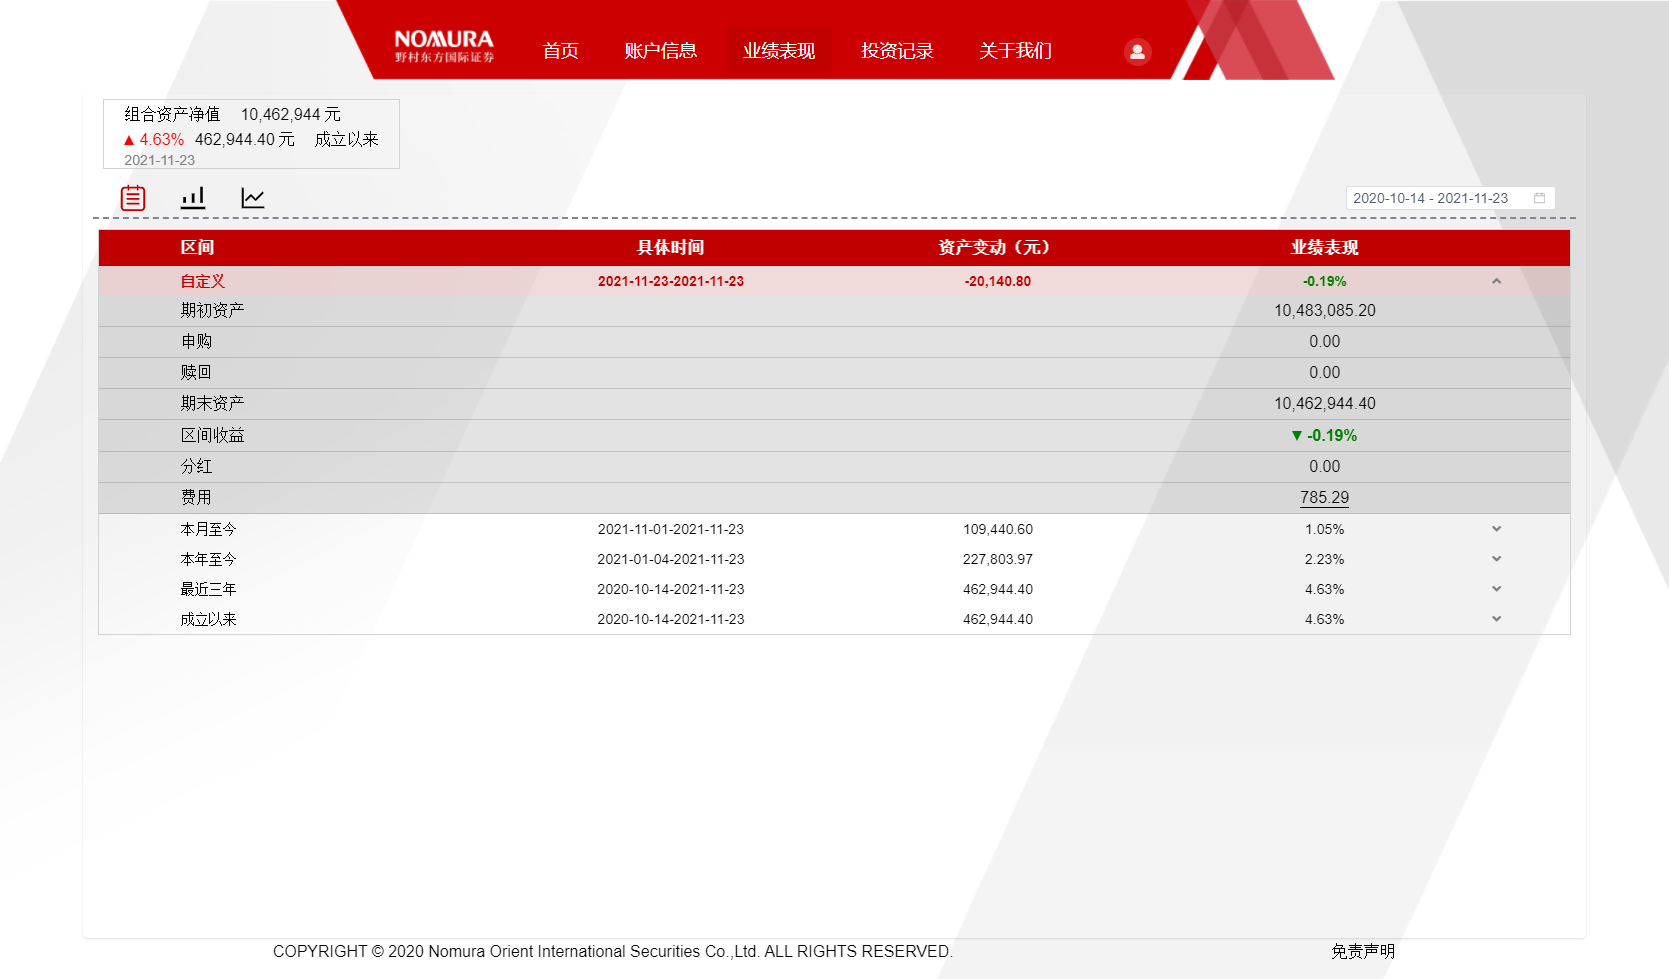 NOMURA
野村东方国际证券
首页 账户信息 业绩表现 投资记录 关于我们
组合资产净值 10,462,944 元
▲ 4.63% 462,944.40 元 成立以来
2021-11-23
2020-10-14 - 2021-11-23
区间 具体时间 资产变动（元） 业绩表现
自定义 2021-11-23-2021-11-23 -20,140.80 -0.19%
期初资产 10,483,085.20
申购 0.00
赎回 0.00
期末资产 10,462,944.40
区间收益 ▼ -0.19%
分红 0.00
费用 785.29
本月至今 2021-11-01-2021-11-23 109,440.60 1.05%
本年至今 2021-01-04-2021-11-23 227,803.97 2.23%
最近三年 2020-10-14-2021-11-23 462,944.40 4.63%
成立以来 2020-10-14-2021-11-23 462,944.40 4.63%
COPYRIGHT © 2020 Nomura Orient International Securities Co.,Ltd. ALL RIGHTS RESERVED. 免责声明